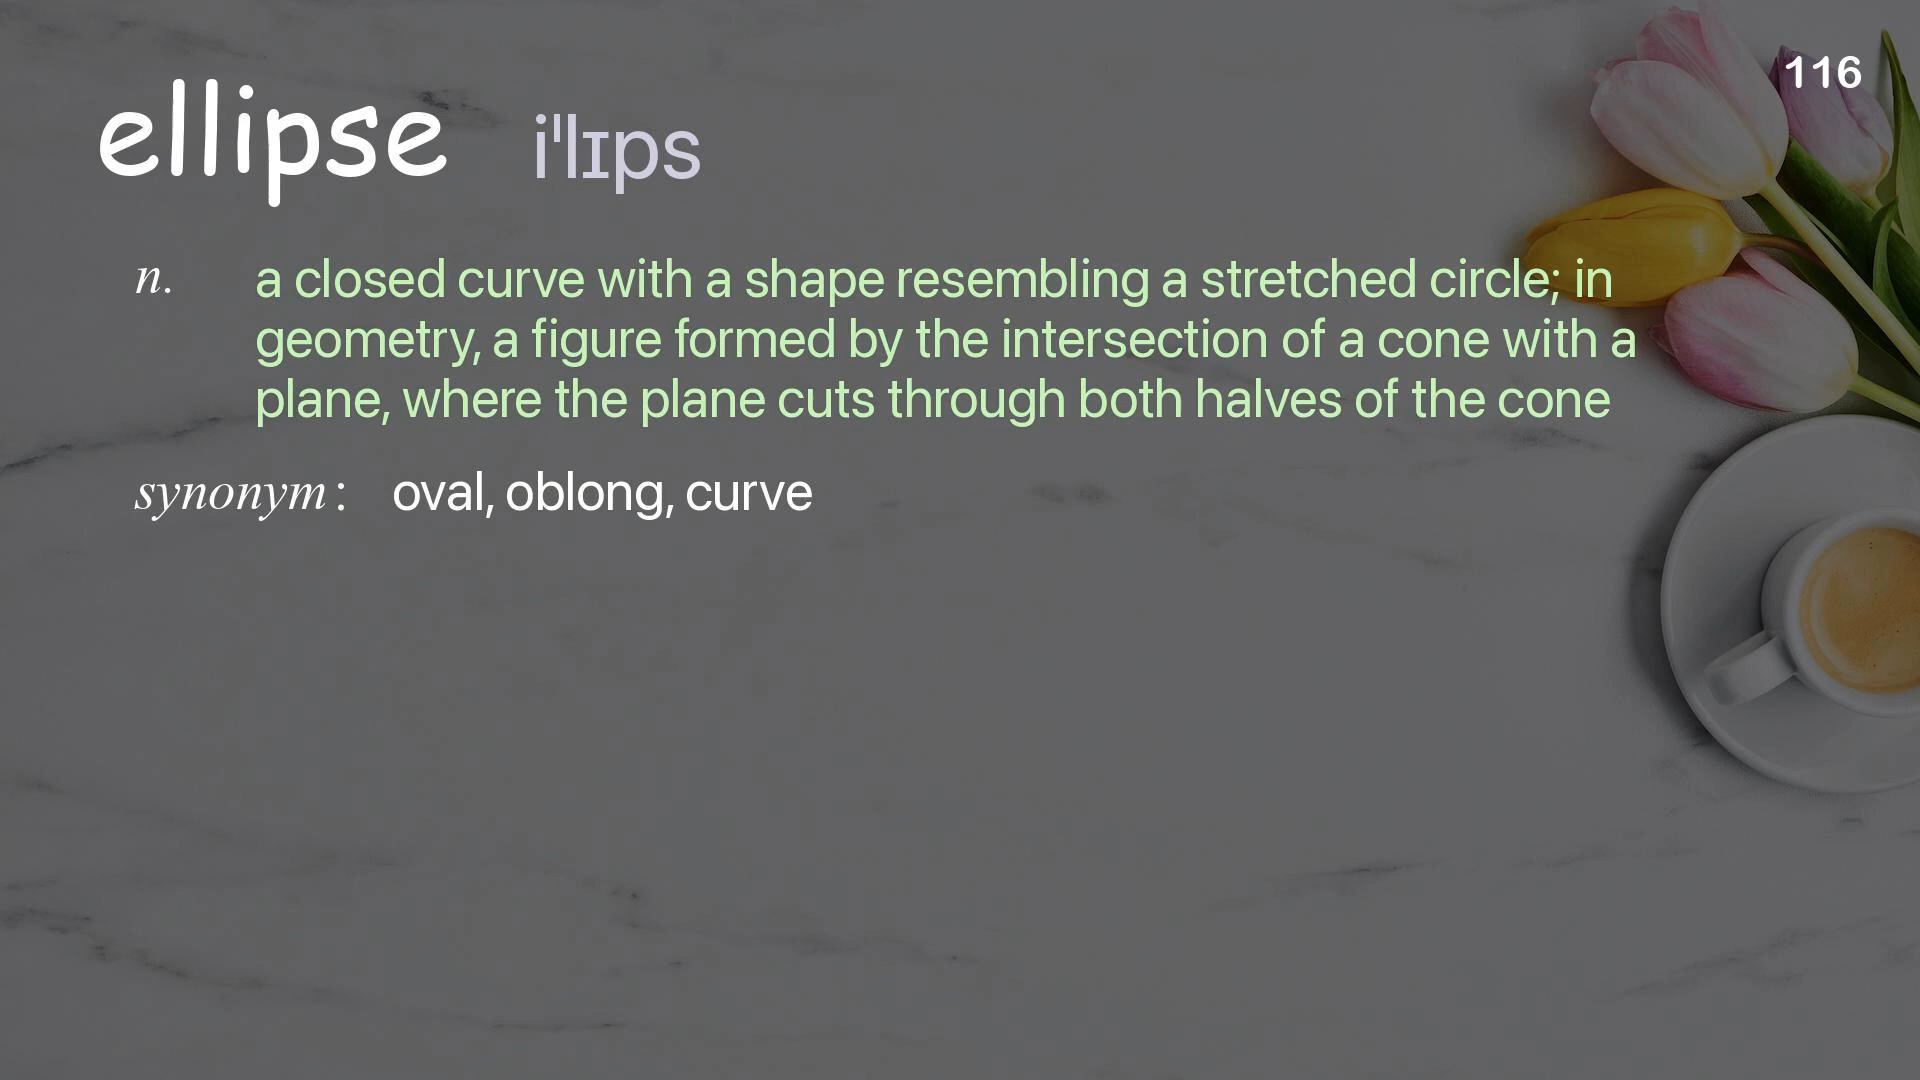 116
ellipse iˈlɪps
n. a closed curve with a shape resembling a stretched circle; in
geometry, a figure formed by the intersection of a cone with a
plane, where the plane cuts through both halves of the cone
synonym : oval, oblong, curve